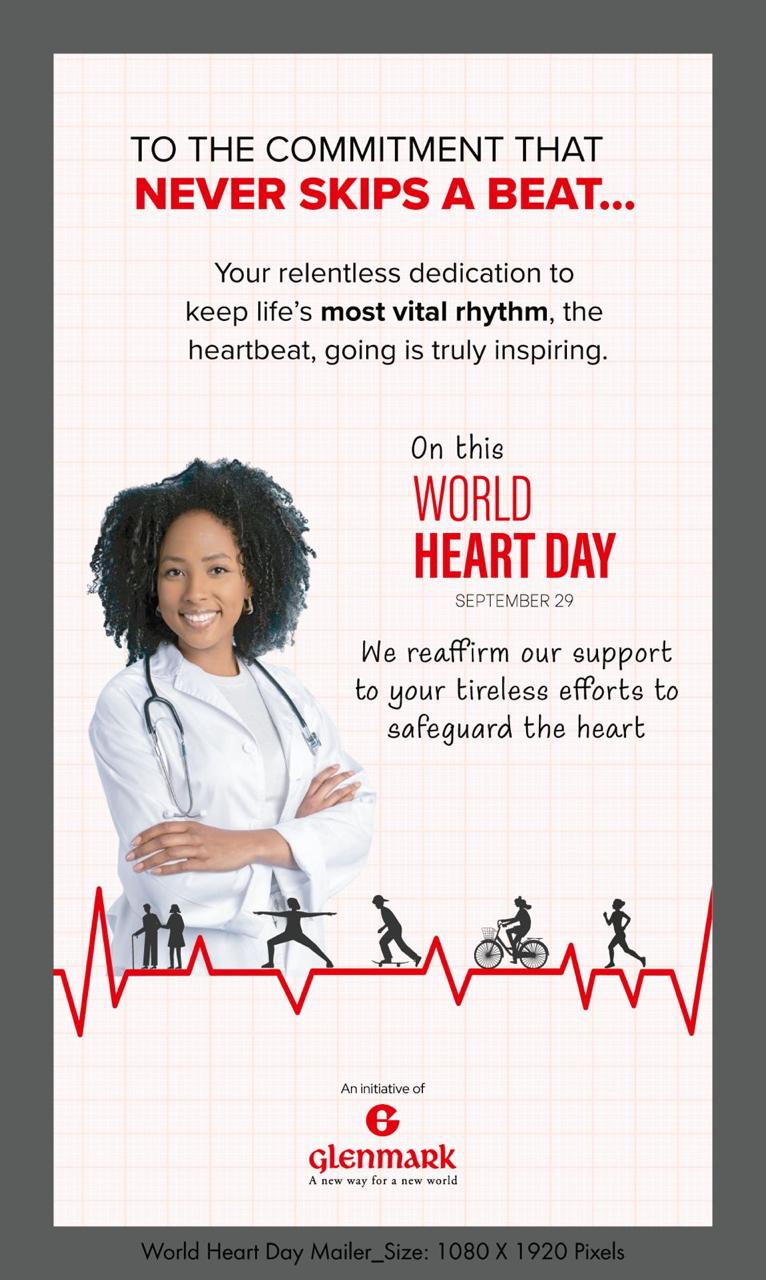 TO THE COMMITMENT THAT
NEVER SKIPS A BEAT...
Your relentless dedication to
keep life’s most vital rhythm, the
heartbeat, going is truly inspiring.
On this
WORLD
HEART DAY
SEPTEMBER 29
We reaffirm our support
to your tireless efforts to
safeguard the heart
An initiative of
glenmark
A new way for a new world
World Heart Day Mailer_Size: 1080 X 1920 Pixels